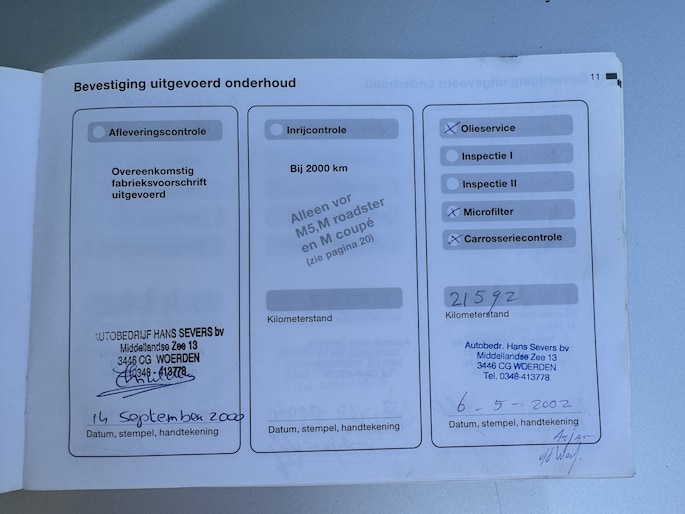 Bevestiging uitgevoerd onderhoud
11
Afleveringscontrole
Overeenkomstig
fabrieksvoorschrift
uitgevoerd
AUTOBEDRIJF HANS SEVERS bv
Middellandse Zee 13
3446 CG WOERDEN
0348 - 413778
14 September 2000
Datum, stempel, handtekening
Inrijcontrole
Bij 2000 km
Alleen vor
M5,M roadster
en M coupé
(zie pagina 20)
Kilometerstand
Datum, stempel, handtekening
Olieservice
Inspectie I
Inspectie II
Microfilter
Carrosseriecontrole
21592
Kilometerstand
Autobedr. Hans Severs bv
Middellandse Zee 13
3446 CG WOERDEN
Tel. 0348-413778
6 - 5 - 2002
Datum, stempel, handtekening